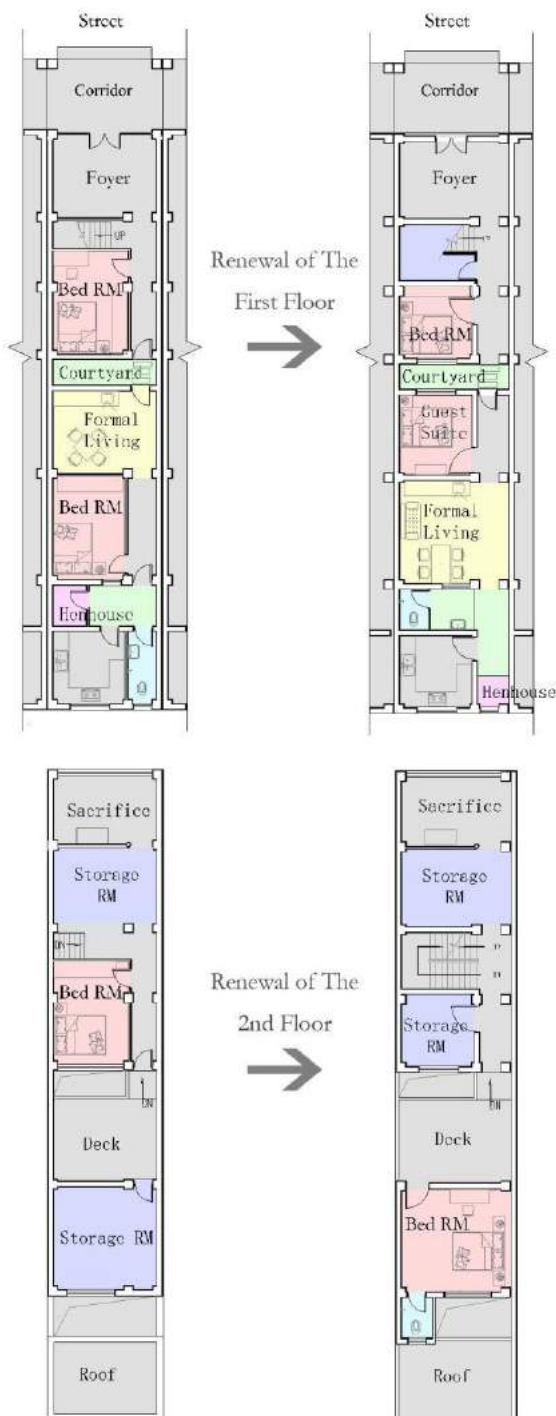 Street
Corridor
Foyer
UP
Bed RM
Courtyard
Formal
Living
Bed RM
Henhouse
Renewal of The
First Floor
Street
Corridor
Foyer
Bed RM
Courtyard
Guest
Suite
Formal
Living
Henhouse
Sacrifice
Storage
RM
DN
Bed RM
DN
Deck
Storage RM
Roof
Renewal of The
2nd Floor
Sacrifice
Storage
RM
Storage
RM
DN
Deck
Bed RM
Roof